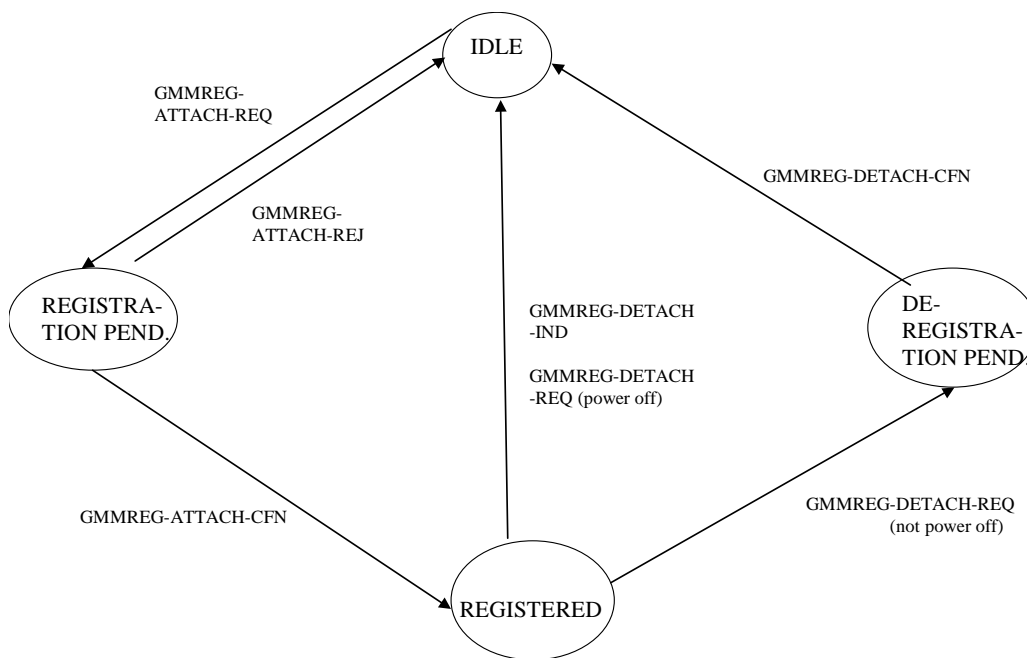 IDLE
GMMREG-
ATTACH-REQ
GMMREG-DETACH-CFN
GMMREG-
ATTACH-REJ
REGISTRA-
TION PEND.
GMMREG-DETACH
-IND
GMMREG-DETACH
-REQ (power off)
DE-
REGISTRA-
TION PEND.
GMMREG-ATTACH-CFN
GMMREG-DETACH-REQ
(not power off)
REGISTERED